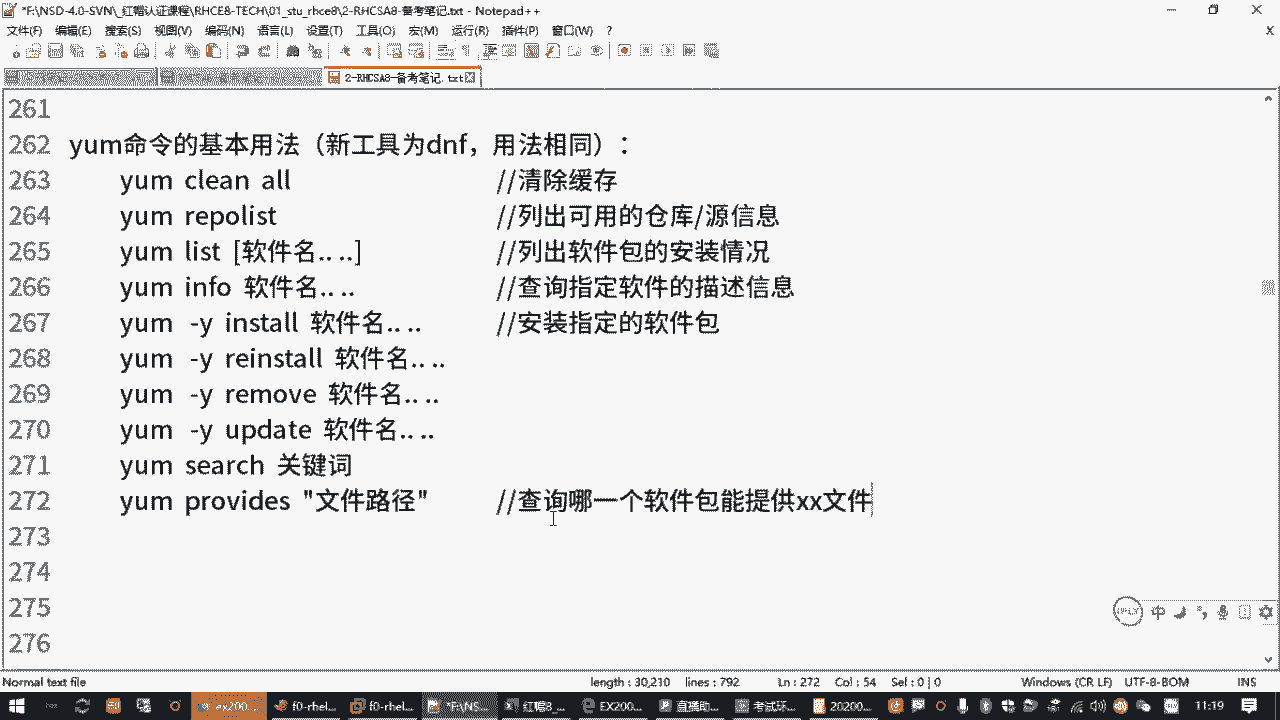 *F:\NSD-4.0-SVN\_红帽认证课程\RHCE8-TECH\01_stu_rhce8\2-RHCSA8-备考笔记.txt - Notepad++
文件(F) 编辑(E) 搜索(S) 视图(V) 编码(N) 语言(L) 设置(T) 工具(O) 宏(M) 运行(R) 插件(P) 窗口(W) ? X
2-RHCSA8-备考笔记.txt
261
262 yum命令的基本用法（新工具为dnf，用法相同）：
263 yum clean all //清除缓存
264 yum repolist //列出可用的仓库/源信息
265 yum list [软件名....] //列出软件包的安装情况
266 yum info 软件名.... //查询指定软件的描述信息
267 yum -y install 软件名.... //安装指定的软件包
268 yum -y reinstall 软件名....
269 yum -y remove 软件名....
270 yum -y update 软件名....
271 yum search 关键词
272 yum provides "文件路径" //查询哪一个软件包能提供xx文件
273
274
275
276
中
Normal text file length : 30,210 lines : 792 Ln : 272 Col : 54 Sel : 0 | 0 Windows (CR LF) UTF-8-BOM INS
ex200... f0-rhel... f0-rhel... *F:\NS... 红帽8_... EX200... 直播助... 考试环... 20200... 中 11:19